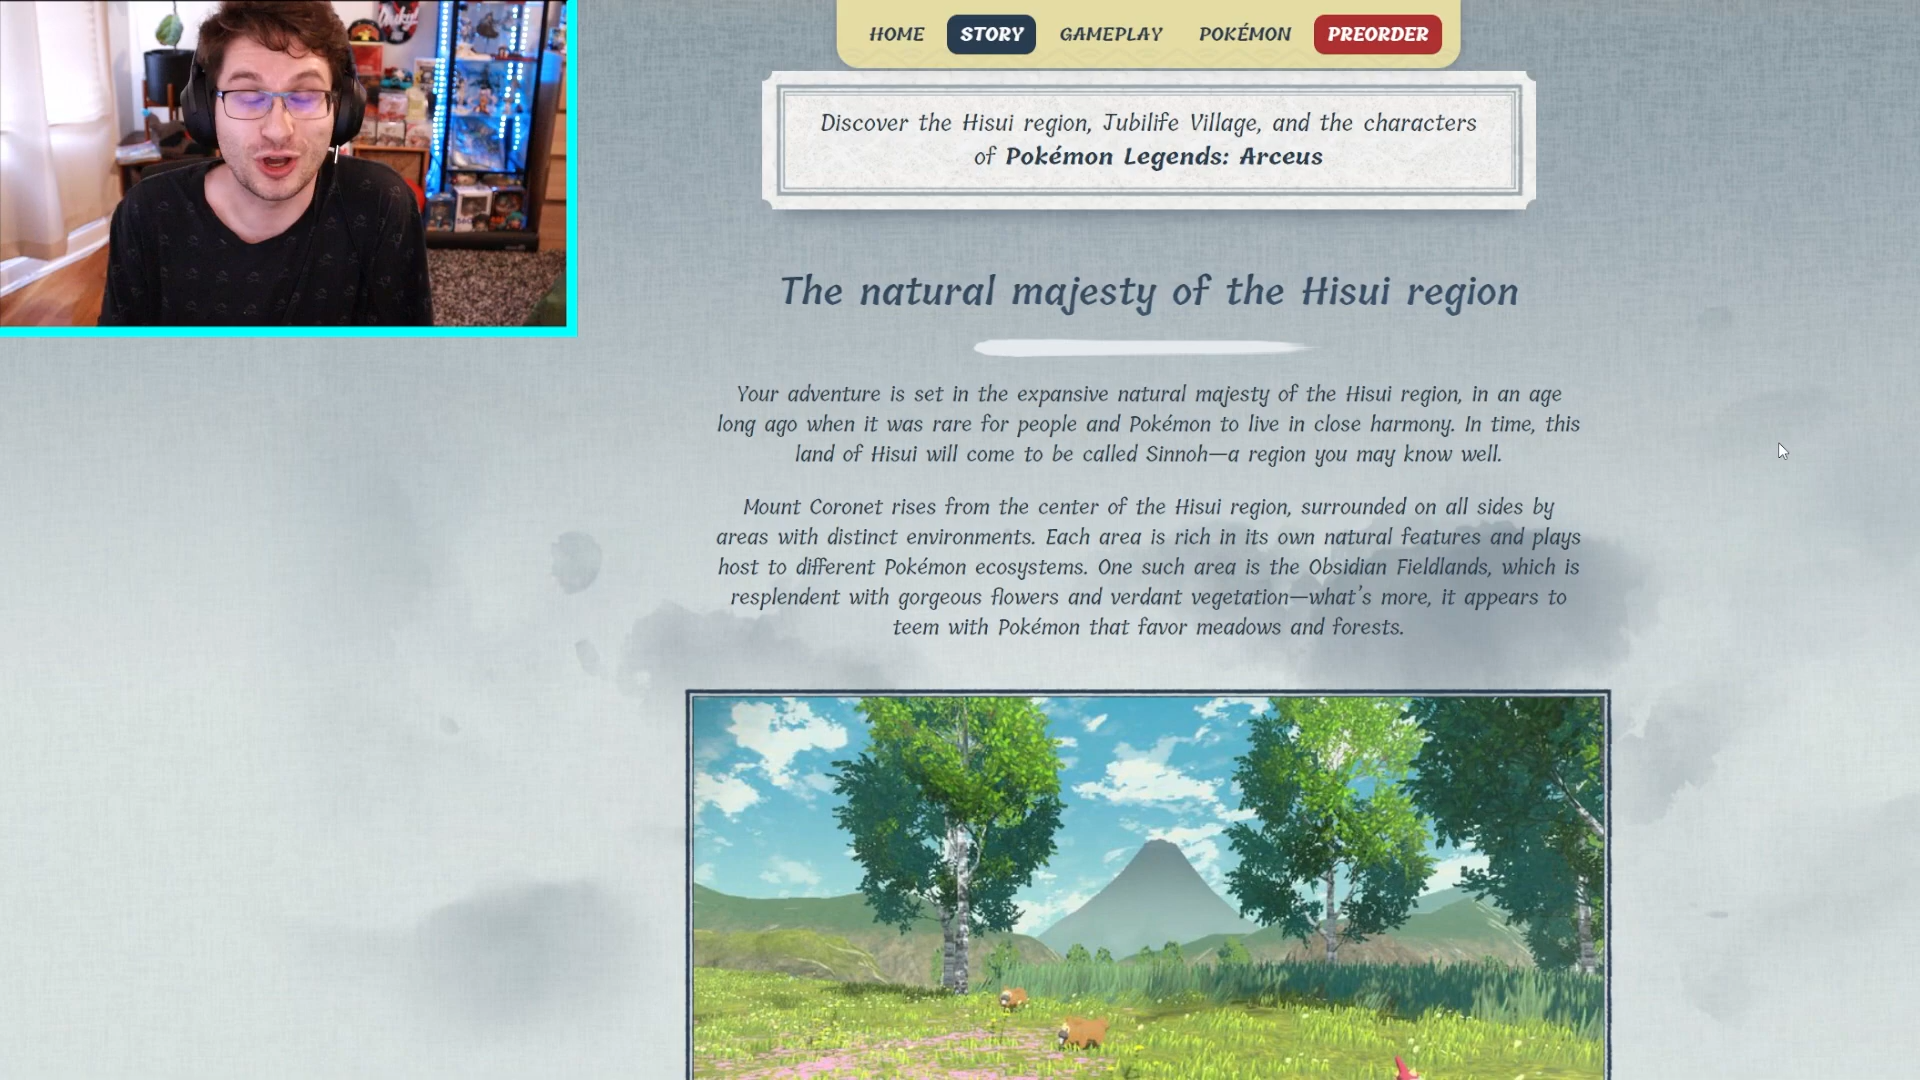 HOME STORY GAMEPLAY POKÉMON PREORDER
Discover the Hisui region, Jubilife Village, and the characters
of Pokémon Legends: Arceus
The natural majesty of the Hisui region
Your adventure is set in the expansive natural majesty of the Hisui region, in an age
long ago when it was rare for people and Pokémon to live in close harmony. In time, this
land of Hisui will come to be called Sinnoh—a region you may know well.
Mount Coronet rises from the center of the Hisui region, surrounded on all sides by
areas with distinct environments. Each area is rich in its own natural features and plays
host to different Pokémon ecosystems. One such area is the Obsidian Fieldlands, which is
resplendent with gorgeous flowers and verdant vegetation—what's more, it appears to
teem with Pokémon that favor meadows and forests.